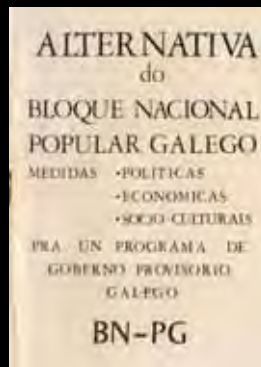 ALTERNATIVA
do
BLOQUE NACIONAL
POPULAR GALEGO
MEDIDAS •POLITICAS
•ECONOMICAS
•SOCIO-CULTURAIS
PRA UN PROGRAMA DE
GOBERNO PROVISORIO
GALEGO
BN-PG